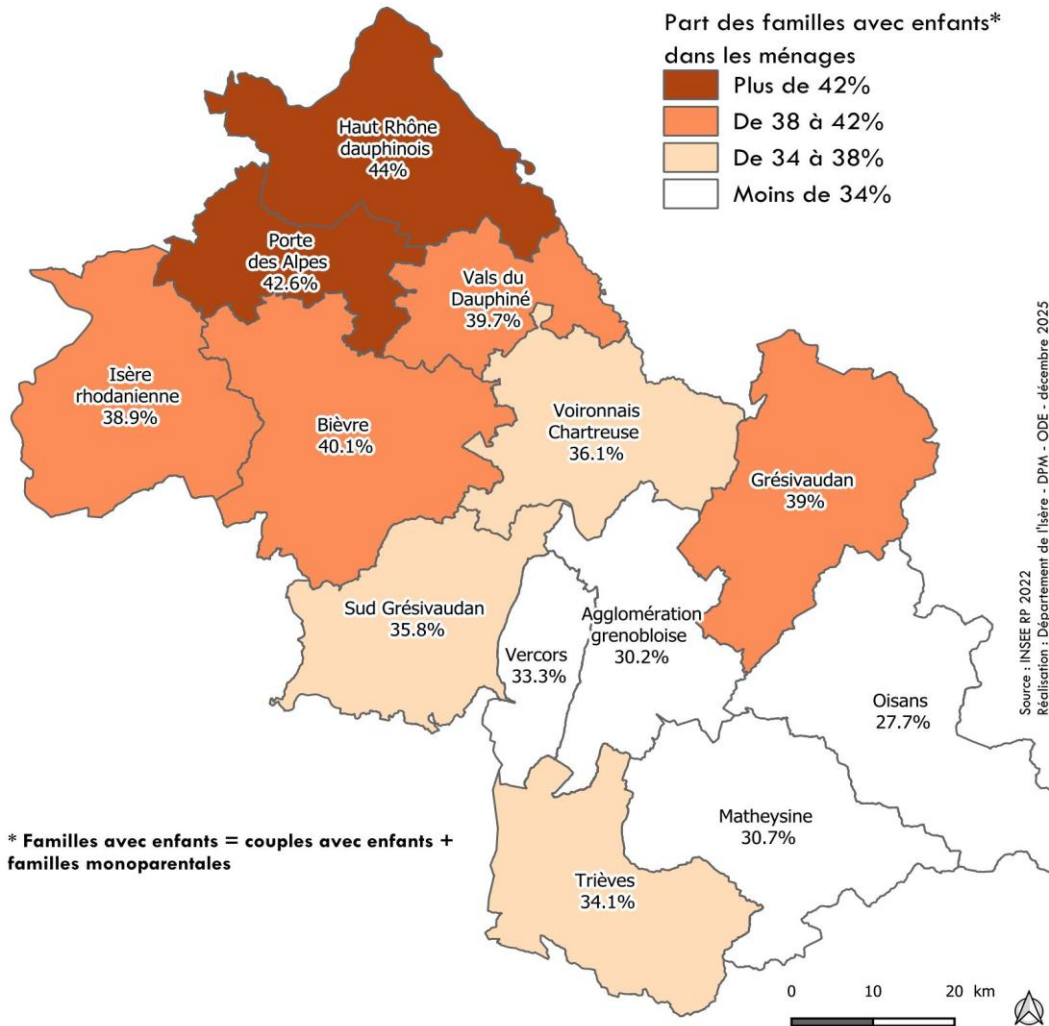 Part des familles avec enfants*
dans les ménages
Plus de 42%
De 38 à 42%
De 34 à 38%
Moins de 34%
Haut Rhône
dauphinois
44%
Porte
des Alpes
42.6%
Vals du
Dauphiné
39.7%
Isère
rhodanienne
38.9%
Bièvre
40.1%
Voironnais
Chartreuse
36.1%
Grésivaudan
39%
Sud Grésivaudan
35.8%
Vercors
33.3%
Agglomération
grenobloise
30.2%
Oisans
27.7%
Matheysine
30.7%
Trièves
34.1%
* Familles avec enfants = couples avec enfants +
familles monoparentales
Source : INSEE RP 2022
Réalisation : Département de l'Isère - DPM - ODE - décembre 2025
0 10 20 km